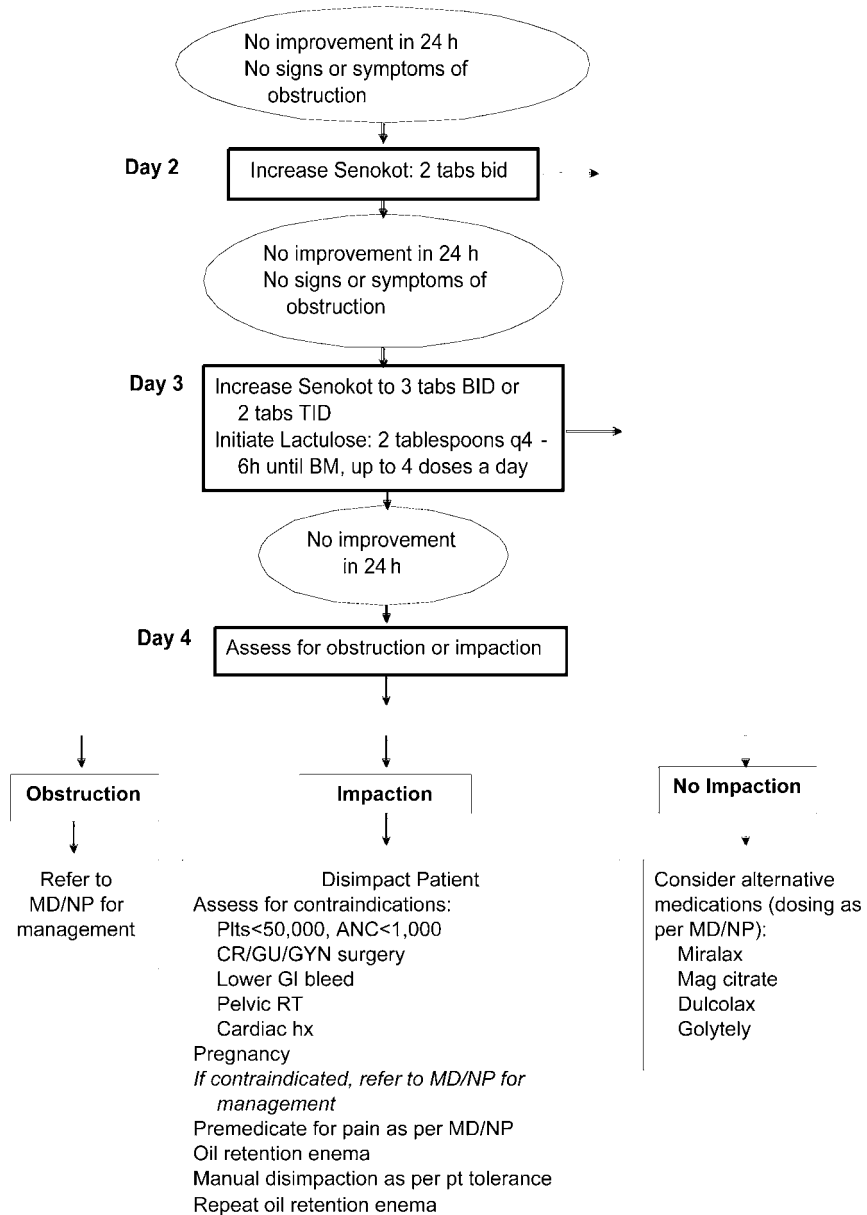 No improvement in 24 h
No signs or symptoms of
obstruction
Day 2
Increase Senokot: 2 tabs bid
No improvement in 24 h
No signs or symptoms of
obstruction
Day 3
Increase Senokot to 3 tabs BID or
2 tabs TID
Initiate Lactulose: 2 tablespoons q4 -
6h until BM, up to 4 doses a day
No improvement
in 24 h
Day 4
Assess for obstruction or impaction
Obstruction
Refer to
MD/NP for
management
Impaction
Disimpact Patient
Assess for contraindications:
Plts<50,000, ANC<1,000
CR/GU/GYN surgery
Lower GI bleed
Pelvic RT
Cardiac hx
Pregnancy
If contraindicated, refer to MD/NP for
management
Premedicate for pain as per MD/NP
Oil retention enema
Manual disimpaction as per pt tolerance
Repeat oil retention enema
No Impaction
Consider alternative
medications (dosing as
per MD/NP):
Miralax
Mag citrate
Dulcolax
Golytely